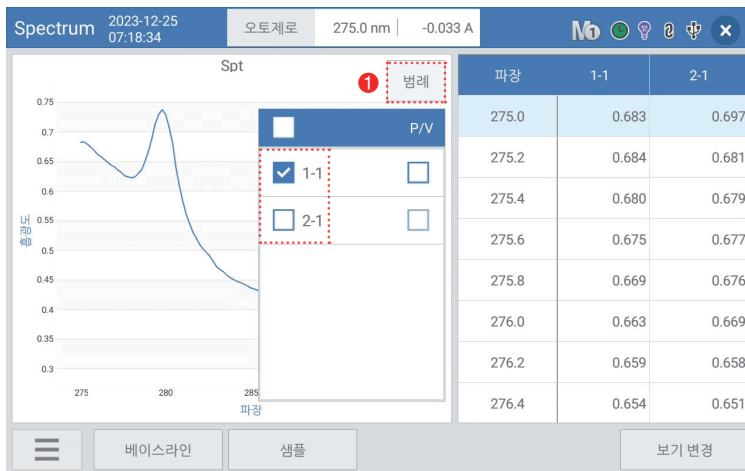 Spectrum 2023-12-25
07:18:34
오토제로
275.0 nm -0.033 A
M1
Spt
1 범례
P/V
1-1
2-1
0.75
0.7
0.65
0.6
0.55
0.5
0.45
0.4
0.35
0.3
흡광도
275 280 285
파장
파장 1-1 2-1
275.0 0.683 0.697
275.2 0.684 0.681
275.4 0.680 0.679
275.6 0.675 0.677
275.8 0.669 0.676
276.0 0.663 0.669
276.2 0.659 0.658
276.4 0.654 0.651
베이스라인 샘플 보기 변경